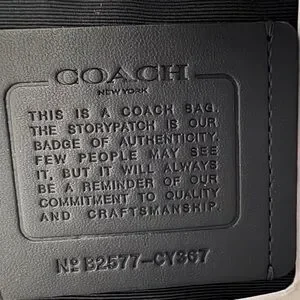 COACH
NEW YORK
THIS IS A COACH BAG.
THE STORYPATCH IS OUR
BADGE OF AUTHENTICITY.
FEW PEOPLE MAY SEE
IT, BUT IT WILL ALWAYS
BE A REMINDER OF OUR
COMMITMENT TO QUALITY
AND CRAFTSMANSHIP.
Nº B2577-CY867